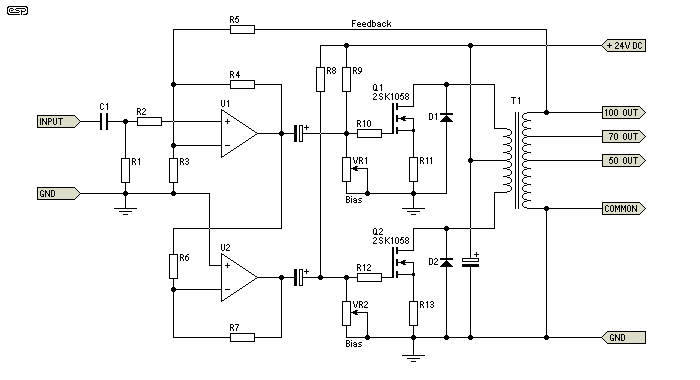 esp
R5
Feedback
+ 24V DC
R8
R9
R4
Q1
2SK1058
C1
R2
U1
INPUT
+
+
R10
D1
T1
100 OUT
70 OUT
50 OUT
R1
R3
-
VR1
R11
GND
Bias
COMMON
Q2
2SK1058
U2
R6
+
+
R12
D2
+
-
VR2
R13
R7
Bias
GND